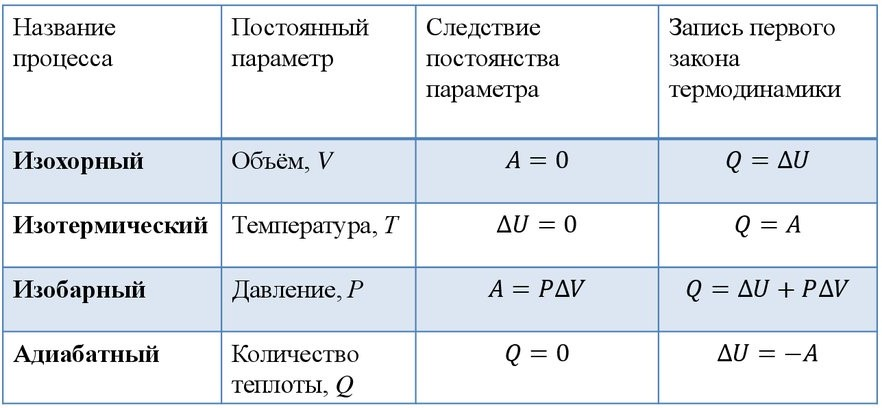 Название процесса Постоянный параметр Следствие постоянства параметра Запись первого закона термодинамики
Изохорный Объём, V A = 0 Q = ΔU
Изотермический Температура, T ΔU = 0 Q = A
Изобарный Давление, P A = PΔV Q = ΔU + PΔV
Адиабатный Количество теплоты, Q Q = 0 ΔU = −A